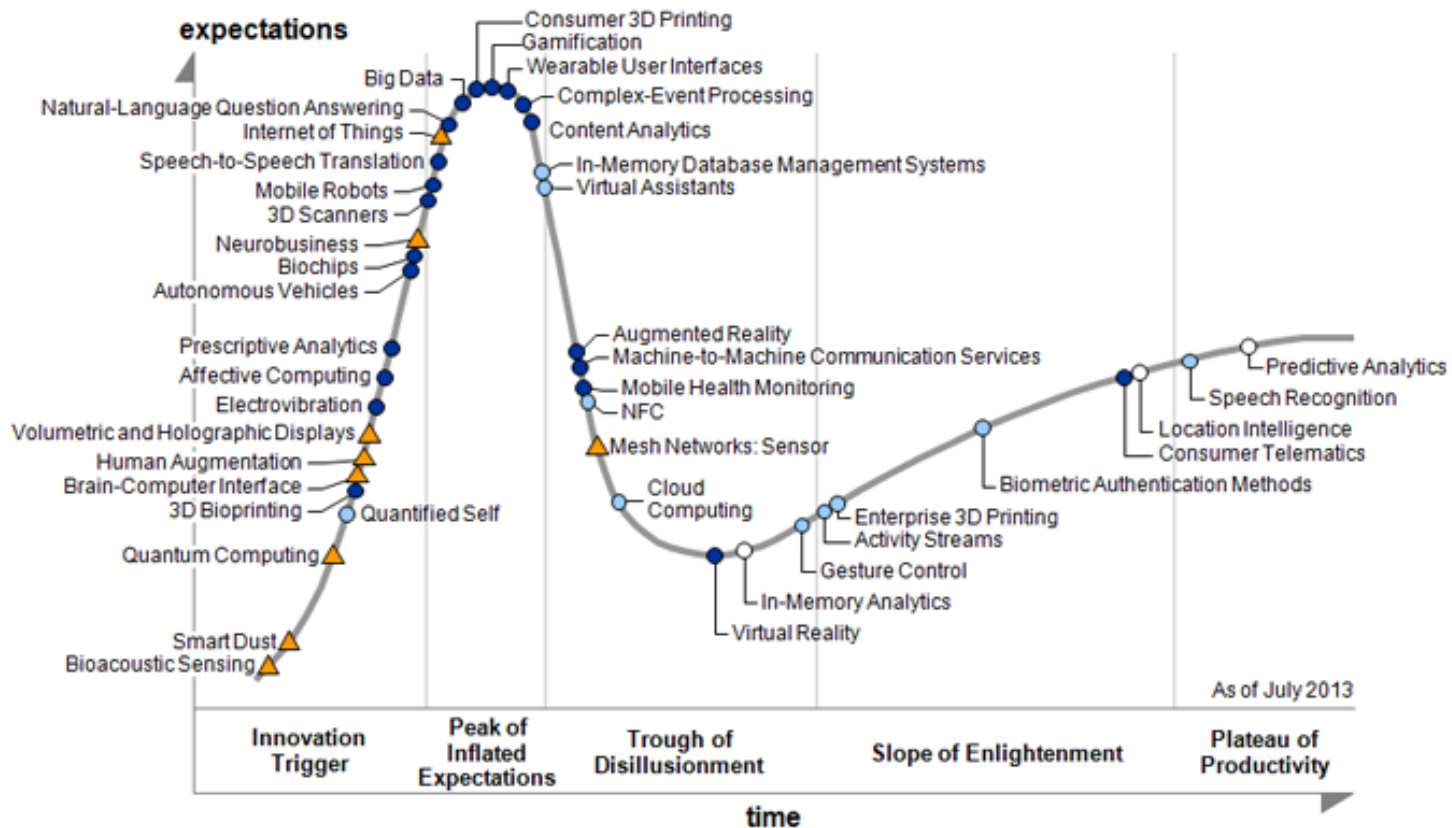 expectations
Consumer 3D Printing
Gamification
Wearable User Interfaces
Big Data
Complex-Event Processing
Natural-Language Question Answering
Content Analytics
Internet of Things
Speech-to-Speech Translation
In-Memory Database Management Systems
Mobile Robots
Virtual Assistants
3D Scanners
Neurobusiness
Biochips
Autonomous Vehicles
Augmented Reality
Prescriptive Analytics
Machine-to-Machine Communication Services
Predictive Analytics
Affective Computing
Mobile Health Monitoring
Speech Recognition
Electrovibration
NFC
Location Intelligence
Volumetric and Holographic Displays
Mesh Networks: Sensor
Consumer Telematics
Human Augmentation
Brain-Computer Interface
Biometric Authentication Methods
Cloud
Computing
3D Bioprinting
Quantified Self
Enterprise 3D Printing
Activity Streams
Quantum Computing
Gesture Control
In-Memory Analytics
Virtual Reality
Smart Dust
Bioacoustic Sensing
As of July 2013
Innovation
Trigger
Peak of
Inflated
Expectations
Trough of
Disillusionment
Slope of Enlightenment
Plateau of
Productivity
time